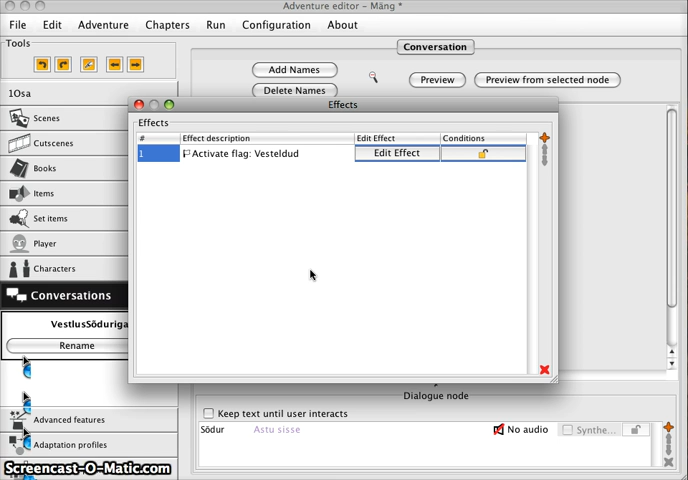 Adventure editor – Mäng *
File Edit Adventure Chapters Run Configuration About
Tools
Conversation
Add Names
Delete Names
Preview
Preview from selected node
1Osa
Scenes
Cutscenes
Books
Items
Set items
Player
Characters
Conversations
VestlusSõduriga
Rename
Advanced features
Adaptation profiles
Effects
Effects
# Effect description Edit Effect Conditions
1 Activate flag: Vesteldud Edit Effect
Dialogue node
Keep text until user interacts
Sõdur Astu sisse No audio Synthe...
Screencast-O-Matic.com